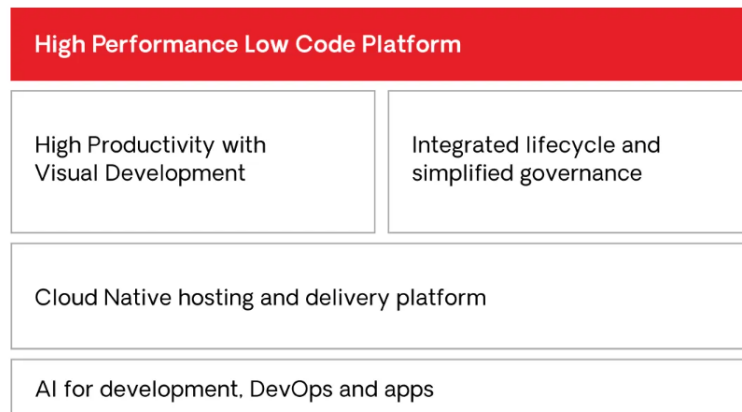 High Performance Low Code Platform
High Productivity with
Visual Development
Integrated lifecycle and
simplified governance
Cloud Native hosting and delivery platform
AI for development, DevOps and apps